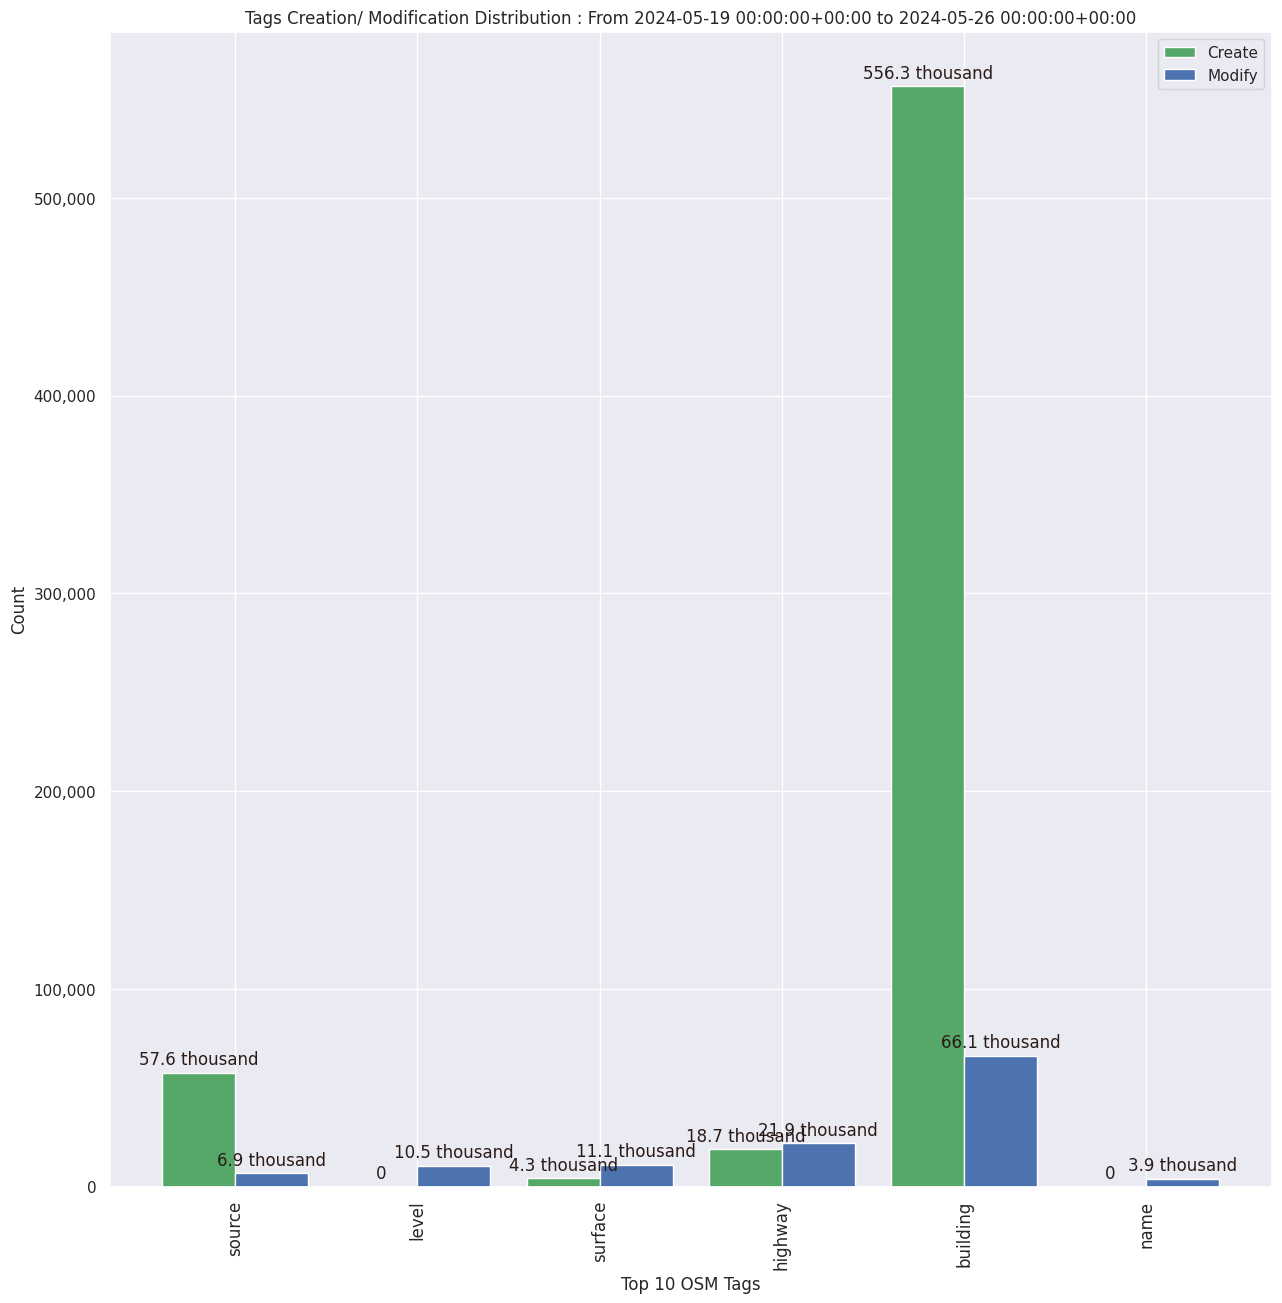 Tags Creation/ Modification Distribution : From 2024-05-19 00:00:00+00:00 to 2024-05-26 00:00:00+00:00
Create
Modify
556.3 thousand
500,000
400,000
300,000
200,000
100,000
0
Count
57.6 thousand
6.9 thousand
0
10.5 thousand
4.3 thousand
11.1 thousand
18.7 thousand
21.9 thousand
66.1 thousand
0
3.9 thousand
source
level
surface
highway
building
name
Top 10 OSM Tags